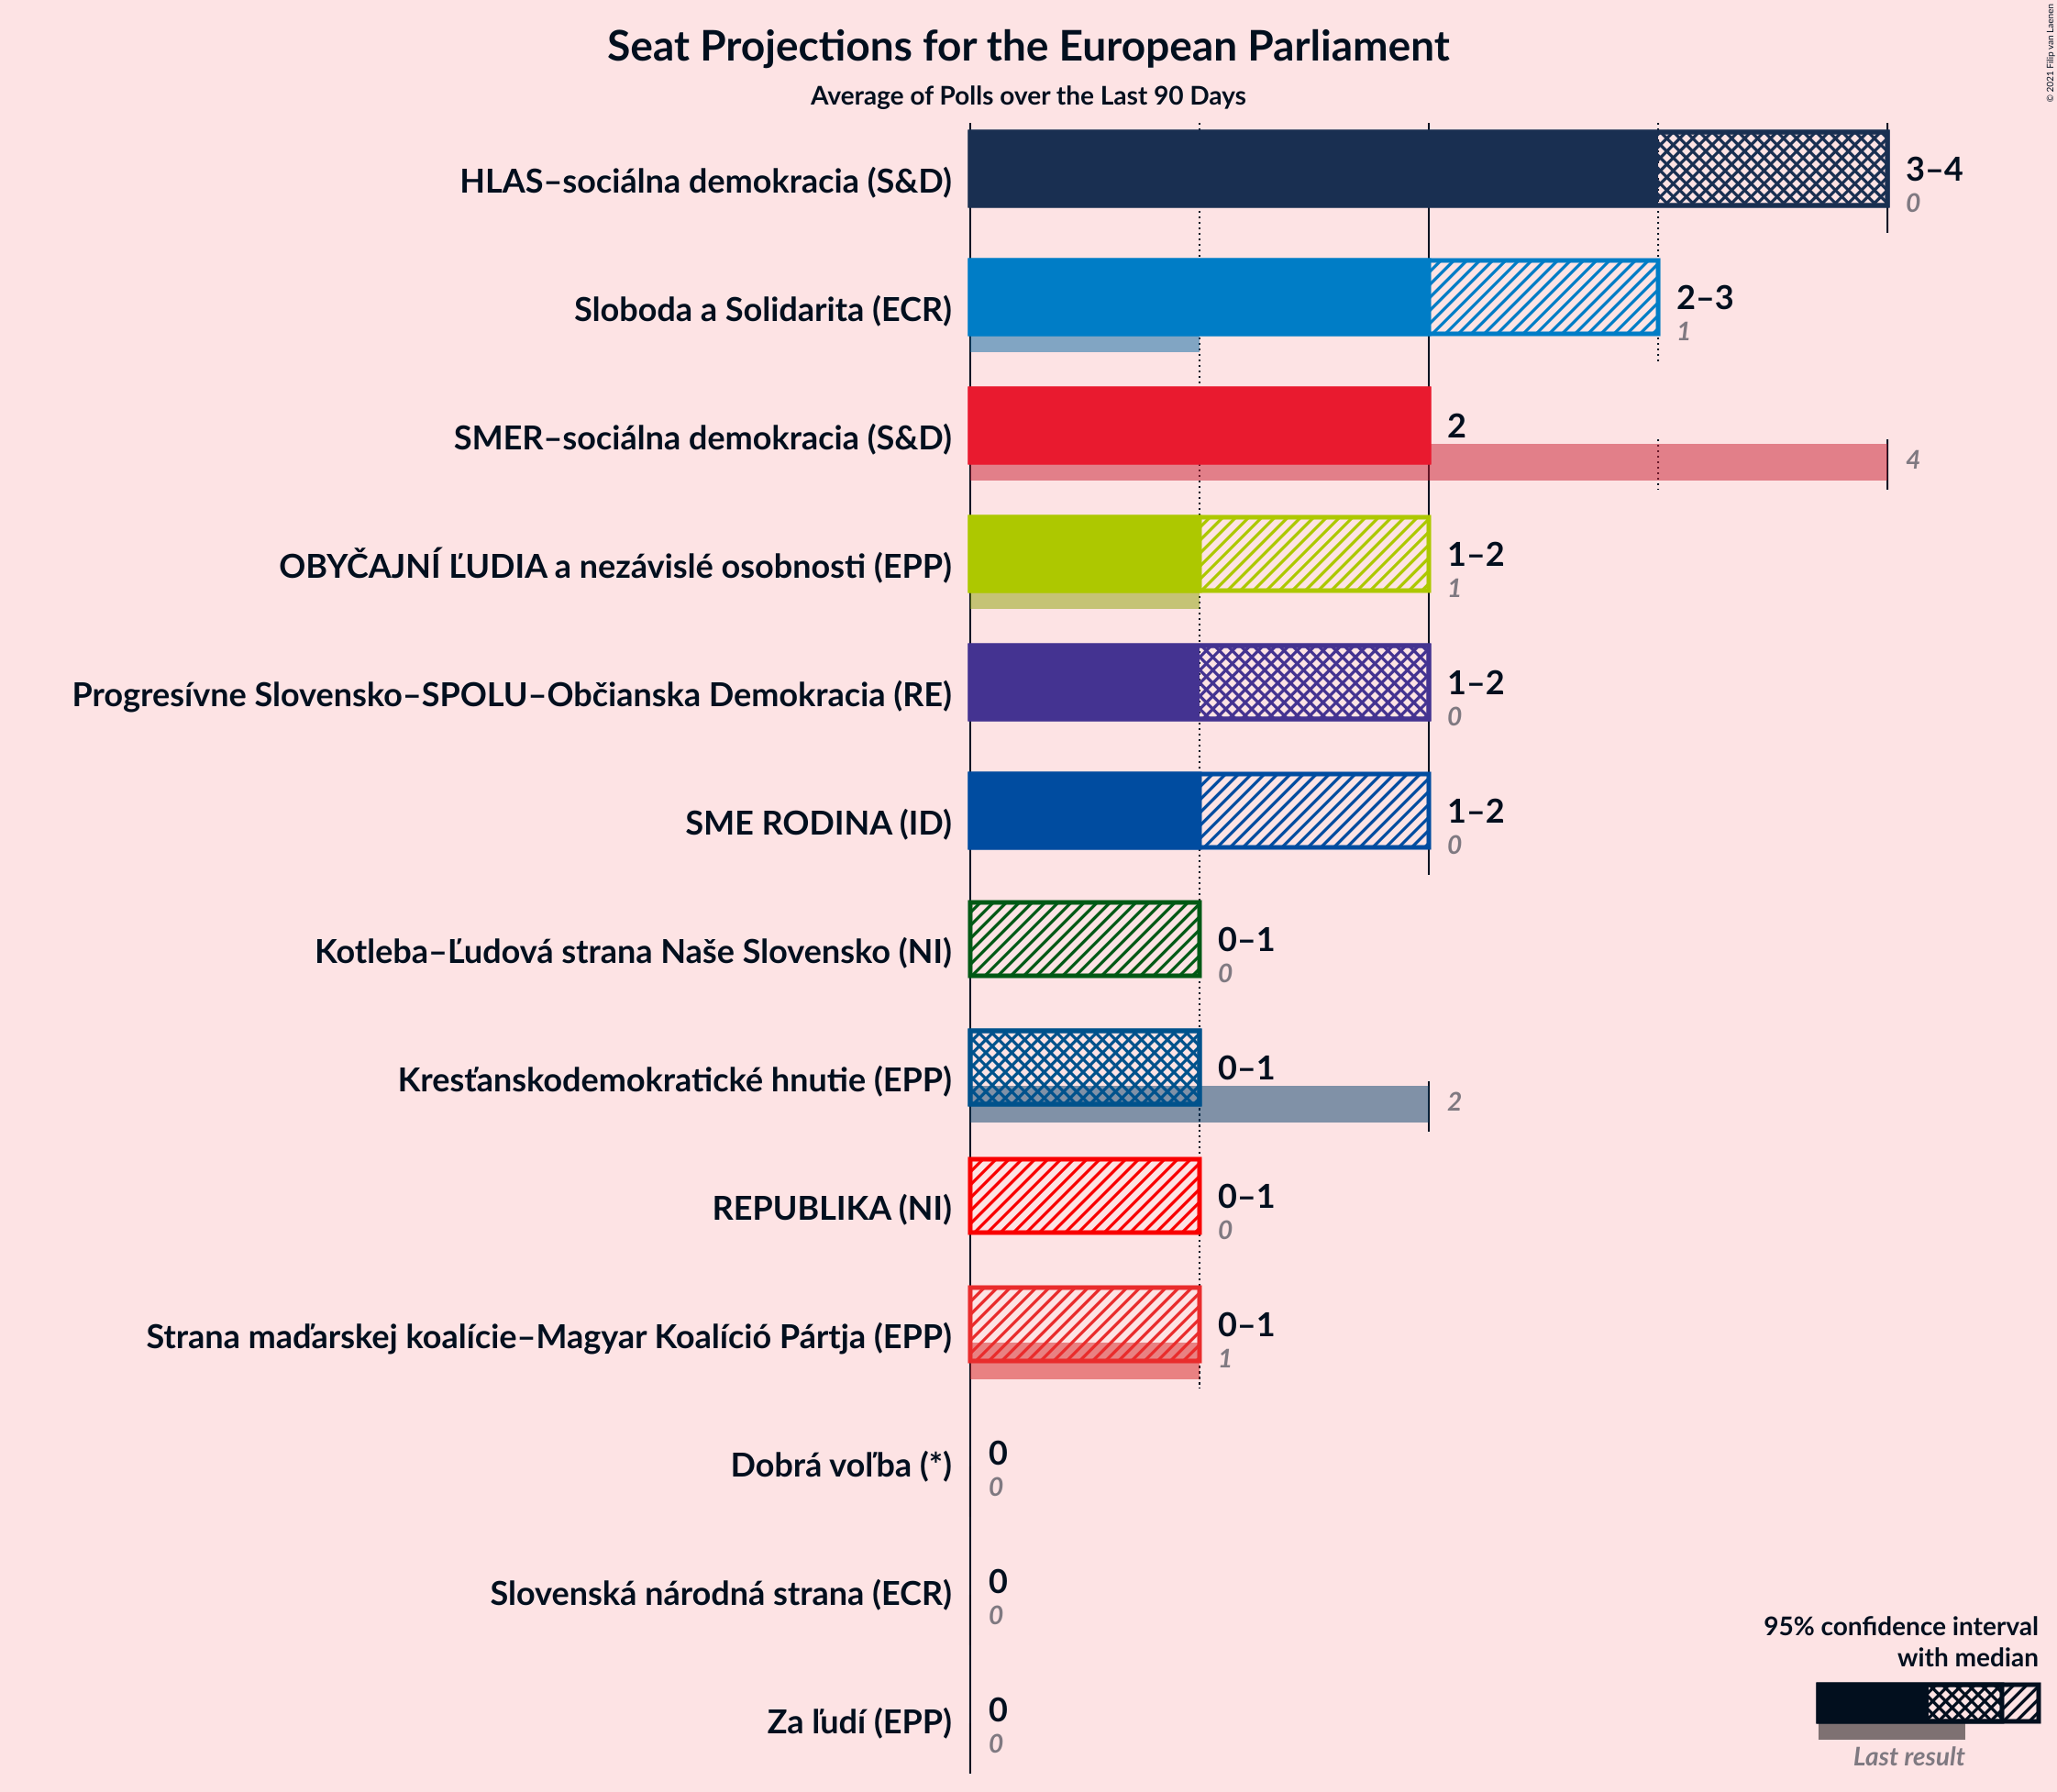 Seat Projections for the European Parliament
Average of Polls over the Last 90 Days
© 2021 Filip van Laenen
HLAS–sociálna demokracia (S&D)
3–4
0
Sloboda a Solidarita (ECR)
2–3
1
SMER–sociálna demokracia (S&D)
2
4
OBYČAJNÍ ĽUDIA a nezávislé osobnosti (EPP)
1–2
1
Progresívne Slovensko–SPOLU–Občianska Demokracia (RE)
1–2
0
SME RODINA (ID)
1–2
0
Kotleba–Ľudová strana Naše Slovensko (NI)
0–1
0
Kresťanskodemokratické hnutie (EPP)
0–1
2
REPUBLIKA (NI)
0–1
0
Strana maďarskej koalície–Magyar Koalíció Pártja (EPP)
0–1
1
Dobrá voľba (*)
0
0
Slovenská národná strana (ECR)
0
0
Za ľudí (EPP)
0
0
95% confidence interval
with median
Last result